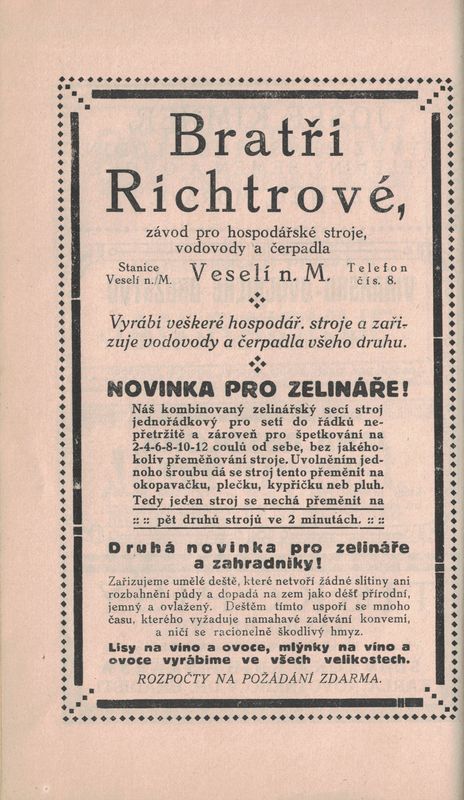 Bratři
Richtrové,
závod pro hospodářské stroje,
vodovody a čerpadla
Stanice
Veselí n./M.
Veselí n. M.
Telefon
čís. 8.
Vyrábí veškeré hospodář. stroje a zaři-
zuje vodovody a čerpadla všeho druhu.
NOVINKA PRO ZELINÁŘE!
Náš kombinovaný zelinářský secí stroj
jednořádkový pro setí do řádků ne-
přetržitě a zároveň pro špetkování na
2-4-6-8-10-12 coulů od sebe, bez jakého-
koliv přeměňování stroje. Uvolněním jed-
noho šroubu dá se stroj tento přeměnit na
okopavačku, plečku, kypřičku neb pluh.
Tedy jeden stroj se nechá přeměnit na
:: :: pět druhů strojů ve 2 minutách. :: ::
Druhá novinka pro zelináře
a zahradníky!
Zařizujeme umělé deště, které netvoří žádné slitiny ani
rozbahnění půdy a dopadá na zem jako déšť přírodní,
jemný a ovlažený. Deštěm tímto uspoří se mnoho
času, kterého vyžaduje namahavé zalévání konvemi,
a ničí se racionelně škodlivý hmyz.
Lisy na víno a ovoce, mlýnky na víno a
ovoce vyrábíme ve všech velikostech.
ROZPOČTY NA POŽÁDÁNÍ ZDARMA.